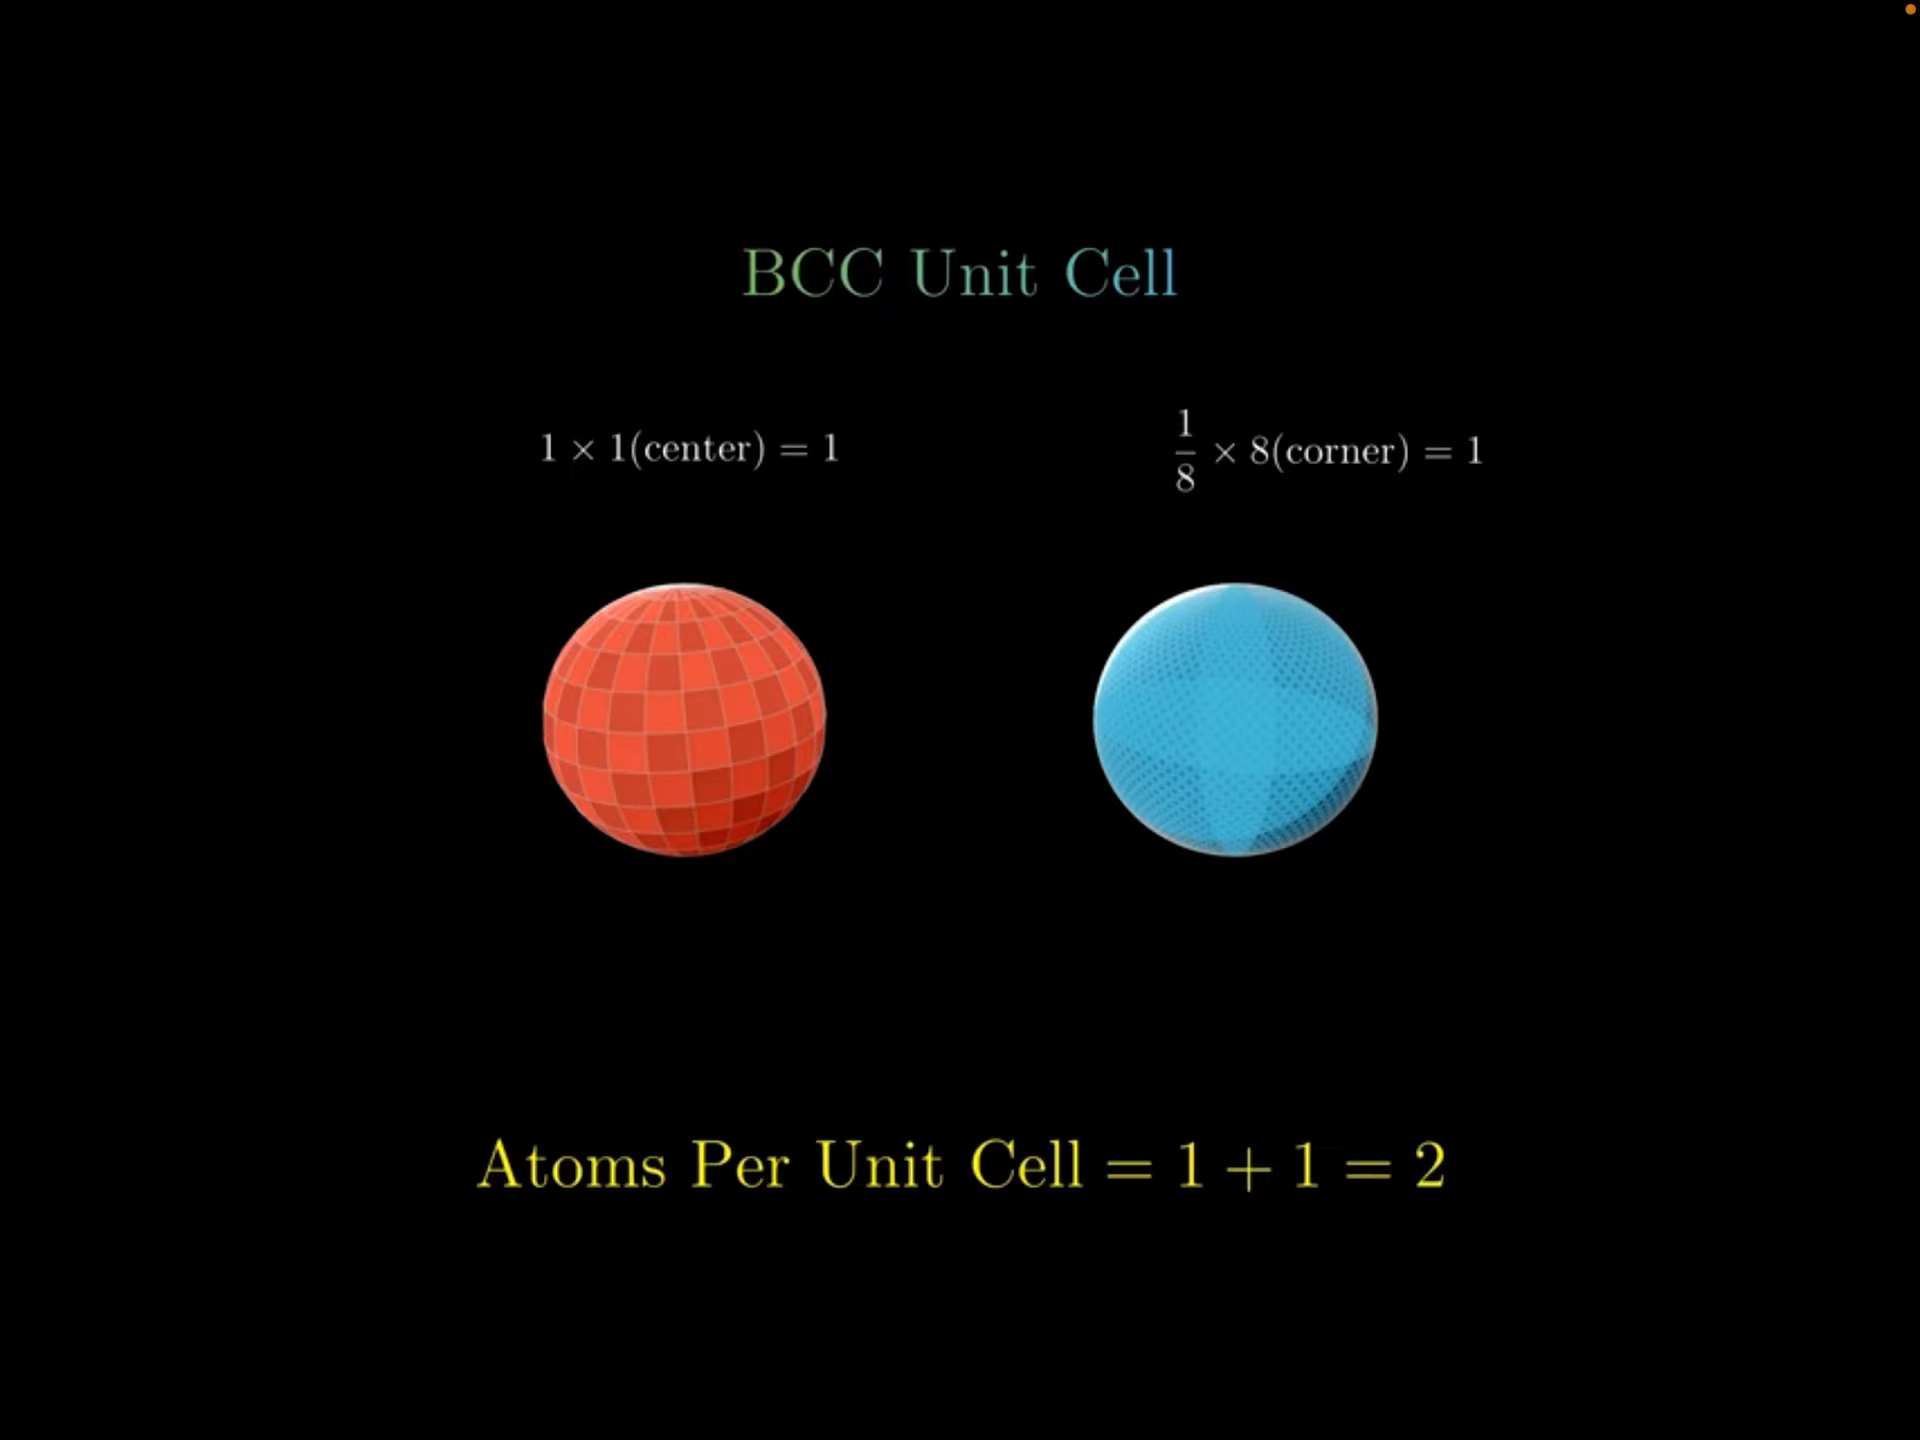 BCC Unit Cell
1 × 1(center) = 1
1/8 × 8(corner) = 1
Atoms Per Unit Cell = 1 + 1 = 2